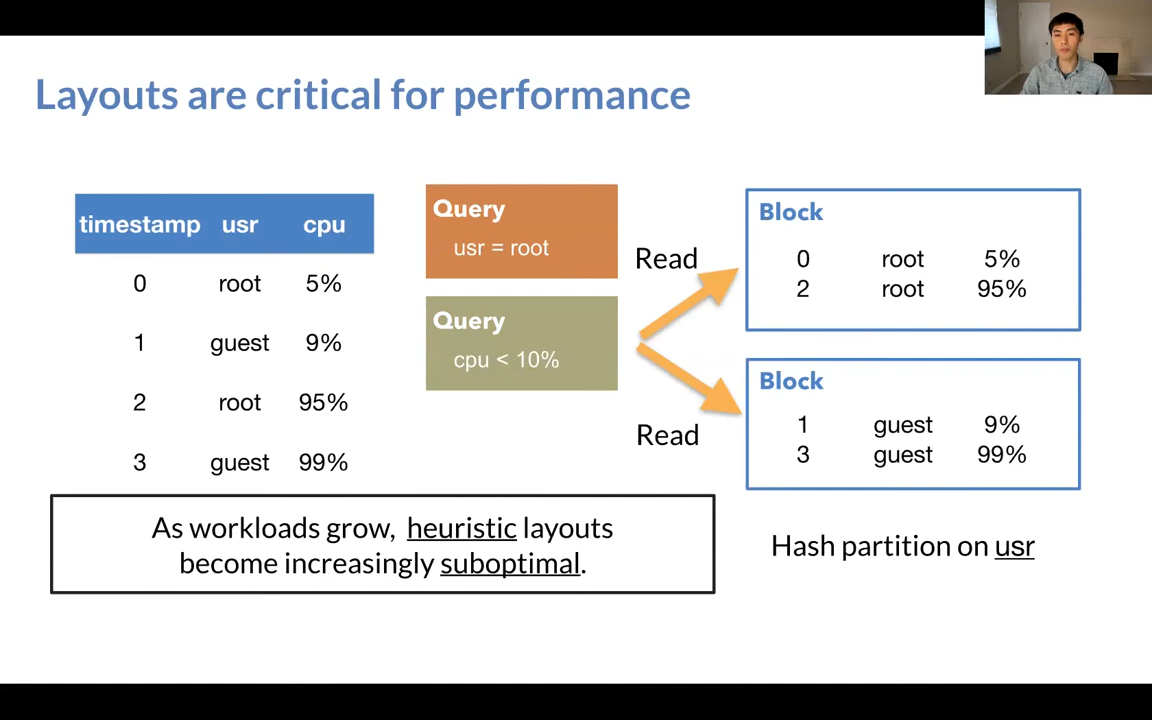 Layouts are critical for performance
timestamp usr cpu
0 root 5%
1 guest 9%
2 root 95%
3 guest 99%
Query
usr = root
Query
cpu < 10%
Read
Read
Block
0 root 5%
2 root 95%
Block
1 guest 9%
3 guest 99%
As workloads grow, heuristic layouts
become increasingly suboptimal.
Hash partition on usr